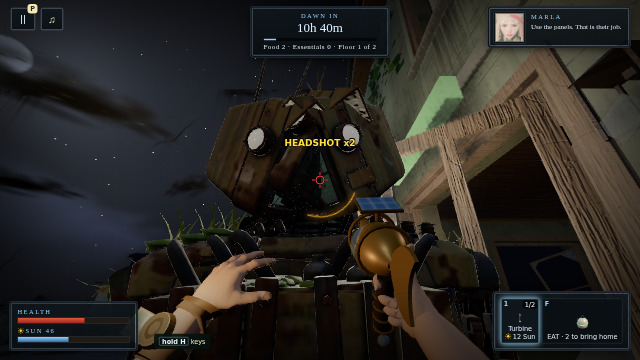 P
DAWN IN
10h 40m
Food 2 · Essentials 0 · Floor 1 of 2
MARLA
Use the panels. That is their job.
HEADSHOT x2
HEALTH
SUN 46
hold H keys
1 1/2
Turbine
12 Sun
F
EAT · 2 to bring home